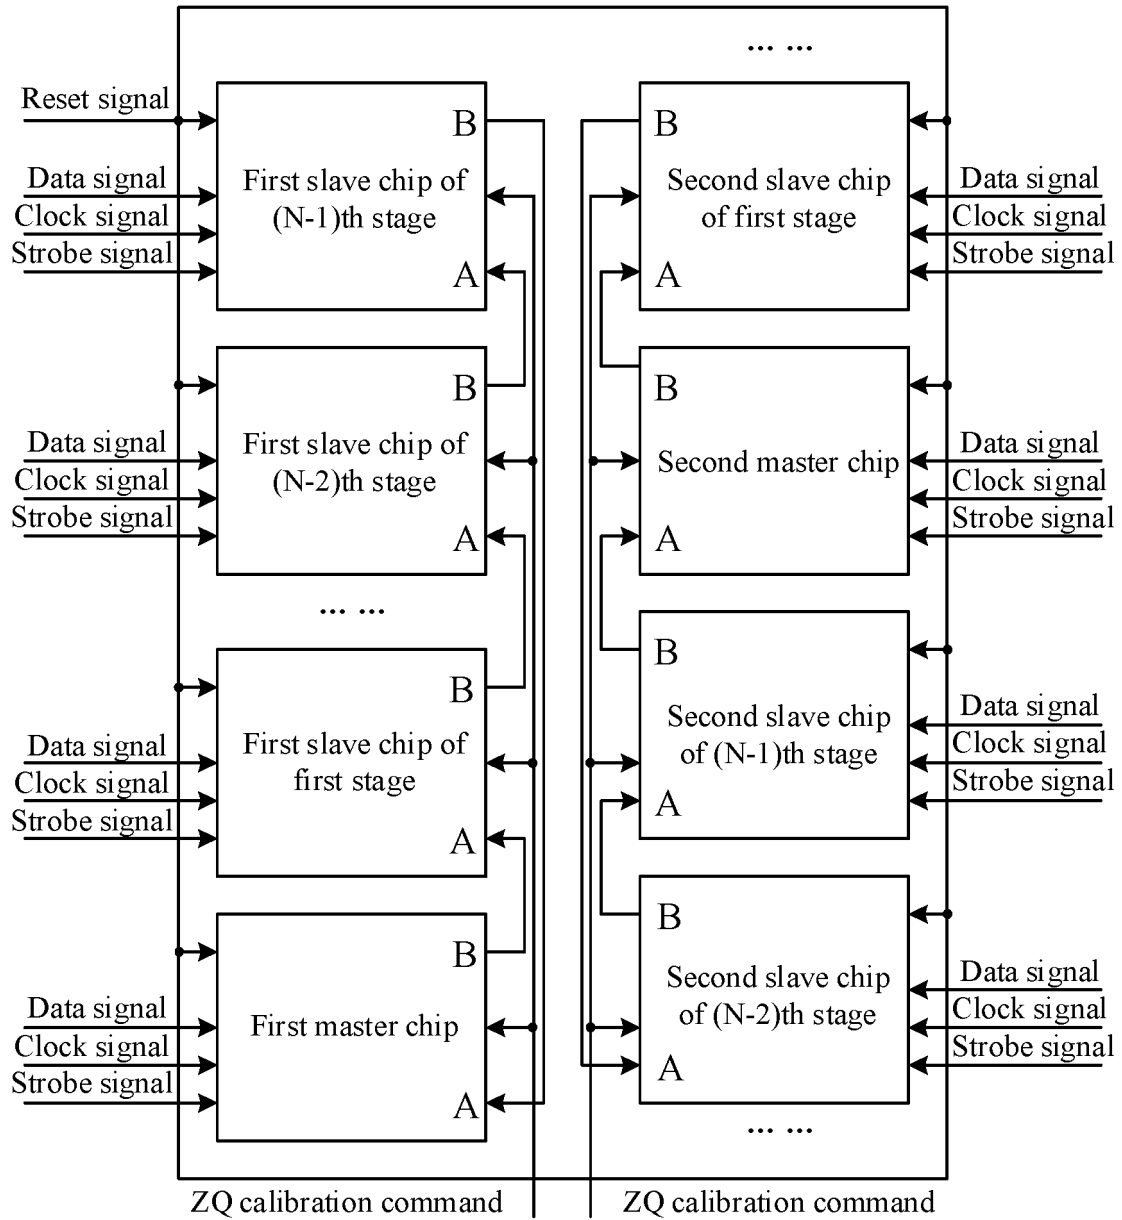 ... ...
Reset signal
B
Data signal
First slave chip of
Clock signal
(N-1)th stage
Strobe signal
A
B
Second slave chip
Data signal
of first stage
Clock signal
A
Strobe signal
B
Data signal
First slave chip of
Clock signal
(N-2)th stage
Strobe signal
A
B
Second master chip
Data signal
Clock signal
A
Strobe signal
... ...
B
Data signal
First slave chip of
Clock signal
first stage
Strobe signal
A
B
Second slave chip
Data signal
of (N-1)th stage
Clock signal
A
Strobe signal
B
Data signal
First master chip
Clock signal
Strobe signal
A
B
Second slave chip
Data signal
of (N-2)th stage
Clock signal
A
Strobe signal
... ...
ZQ calibration command
ZQ calibration command